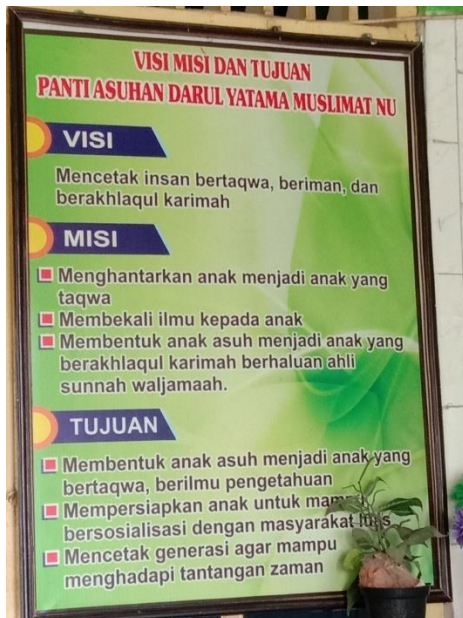 VISI MISI DAN TUJUAN
PANTI ASUHAN DARUL YATAMA MUSLIMAT NU
VISI
Mencetak insan bertaqwa, beriman, dan
berakhlaqul karimah
MISI
Menghantarkan anak menjadi anak yang
taqwa
Membekali ilmu kepada anak
Membentuk anak asuh menjadi anak yang
berakhlaqul karimah berhaluan ahli
sunnah waljamaah.
TUJUAN
Membentuk anak asuh menjadi anak yang
bertaqwa, berilmu pengetahuan
Mempersiapkan anak untuk
bersosialisasi dengan masyarakat
Mencetak generasi agar mampu
menghadapi tantangan zaman